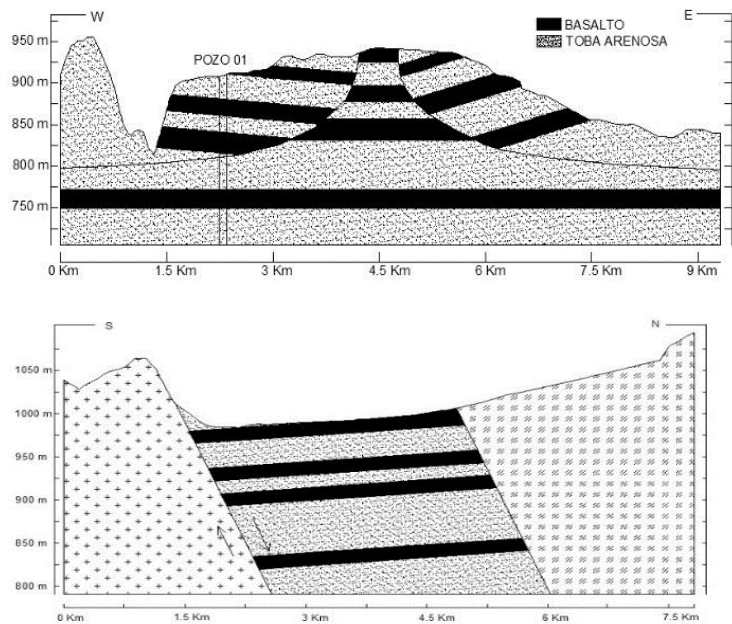 W
E
BASALTO
TOBA ARENOSA
POZO 01
950 m
900 m
850 m
800 m
750 m
0 Km 1.5 Km 3 Km 4.5 Km 6 Km 7.5 Km 9 Km
S
N
1050 m
1000 m
950 m
900 m
850 m
800 m
0 Km 1.5 Km 3 Km 4.5 Km 6 Km 7.5 Km